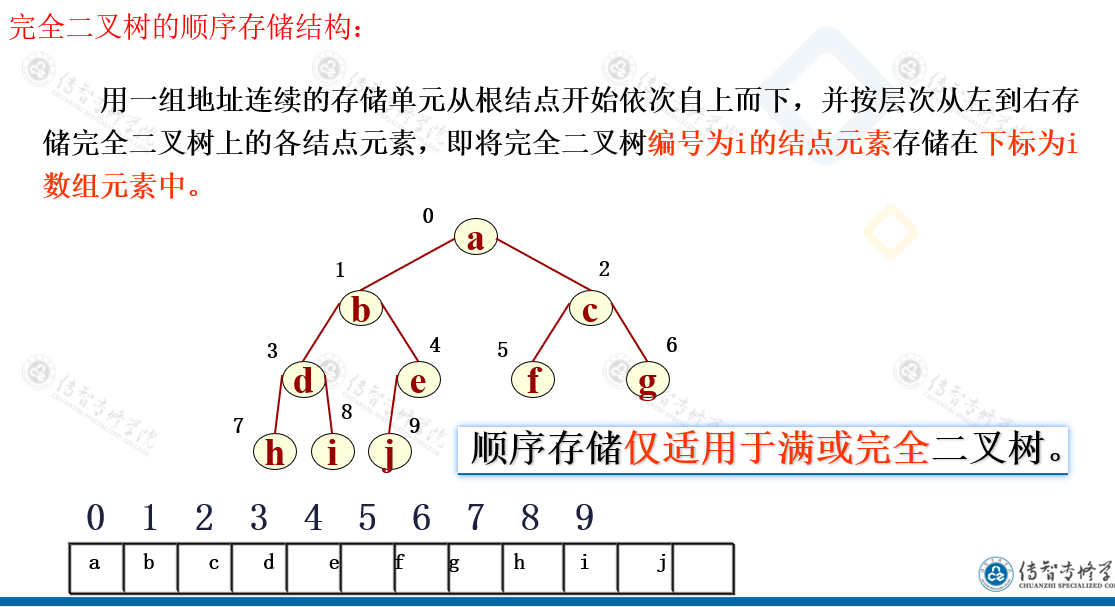 完全二叉树的顺序存储结构：
用一组地址连续的存储单元从根结点开始依次自上而下，并按层次从左到右存
储完全二叉树上的各结点元素，即将完全二叉树编号为i的结点元素存储在下标为i
数组元素中。
0
a
1
2
b
c
3
4
5
6
d
e
f
g
7
8
9
h
i
j
顺序存储仅适用于满或完全二叉树。
0 1 2 3 4 5 6 7 8 9
a b c d e f g h i j
传智专修学
CHUANZHI SPECIALIZED CO